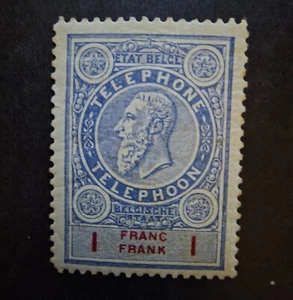 ETAT BELGE
TELEPHONE
TELEPHOON
BELGISCHE
STAAT
FRANC
1 1
FRANK